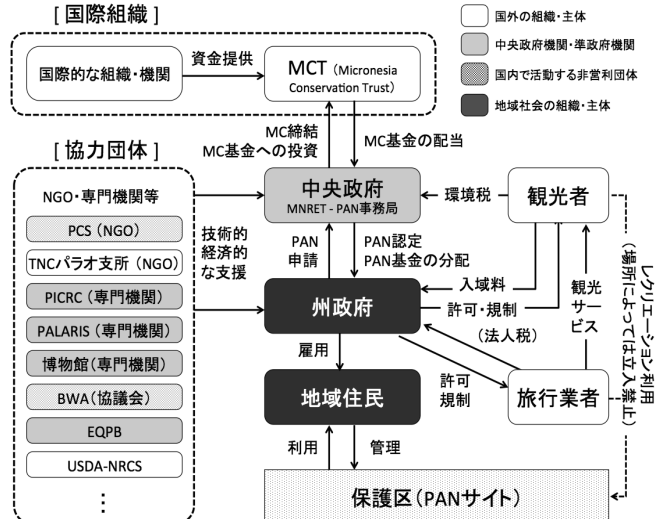 [ 国際組織 ]
国際的な組織・機関
資金提供
MCT（Micronesia
Conservation Trust）
国外の組織・主体
中央政府機関・準政府機関
国内で活動する非営利団体
地域社会の組織・主体
MC締結
MC基金への投資
MC基金の配当
[ 協力団体 ]
NGO・専門機関等
PCS（NGO）
TNCパラオ支所（NGO）
PICRC（専門機関）
PALARIS（専門機関）
博物館（専門機関）
BWA（協議会）
EQPB
USDA-NRCS
⋮
技術的
経済的
な支援
中央政府
MNRET - PAN事務局
環境税
観光者
PAN
申請
PAN認定
PAN基金の分配
入域料
州政府
許可・規制
（法人税）
観光
サービス
レクリエーション利用
（場所によっては立入禁止）
雇用
許可
規制
地域住民
旅行業者
利用
管理
保護区（PANサイト）